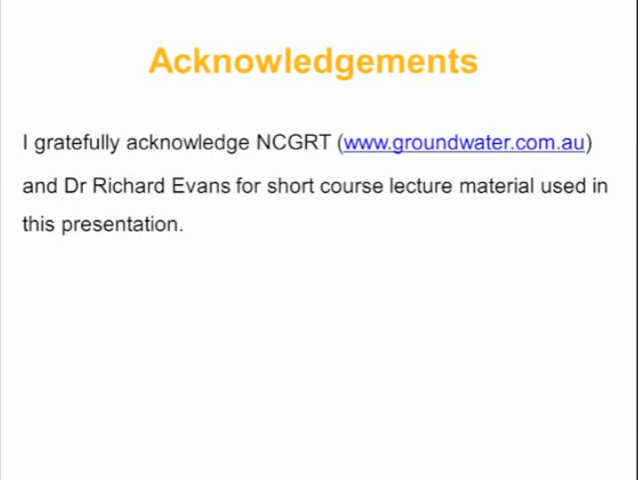 Acknowledgements
I gratefully acknowledge NCGRT (www.groundwater.com.au)
and Dr Richard Evans for short course lecture material used in
this presentation.